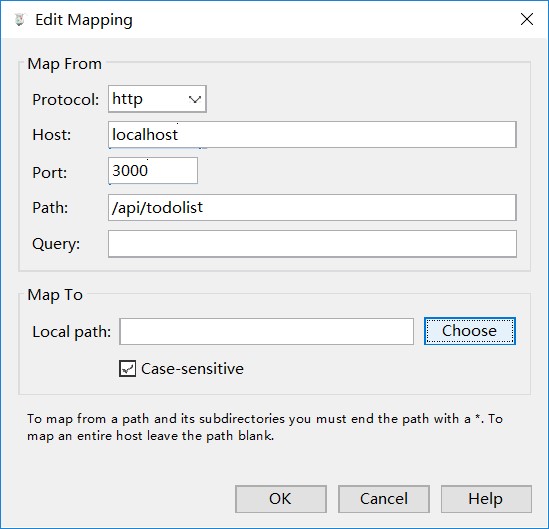 Edit Mapping
Map From
Protocol: http
Host: localhost
Port: 3000
Path: /api/todolist
Query:
Map To
Local path: Choose
Case-sensitive
To map from a path and its subdirectories you must end the path with a *. To
map an entire host leave the path blank.
OK Cancel Help